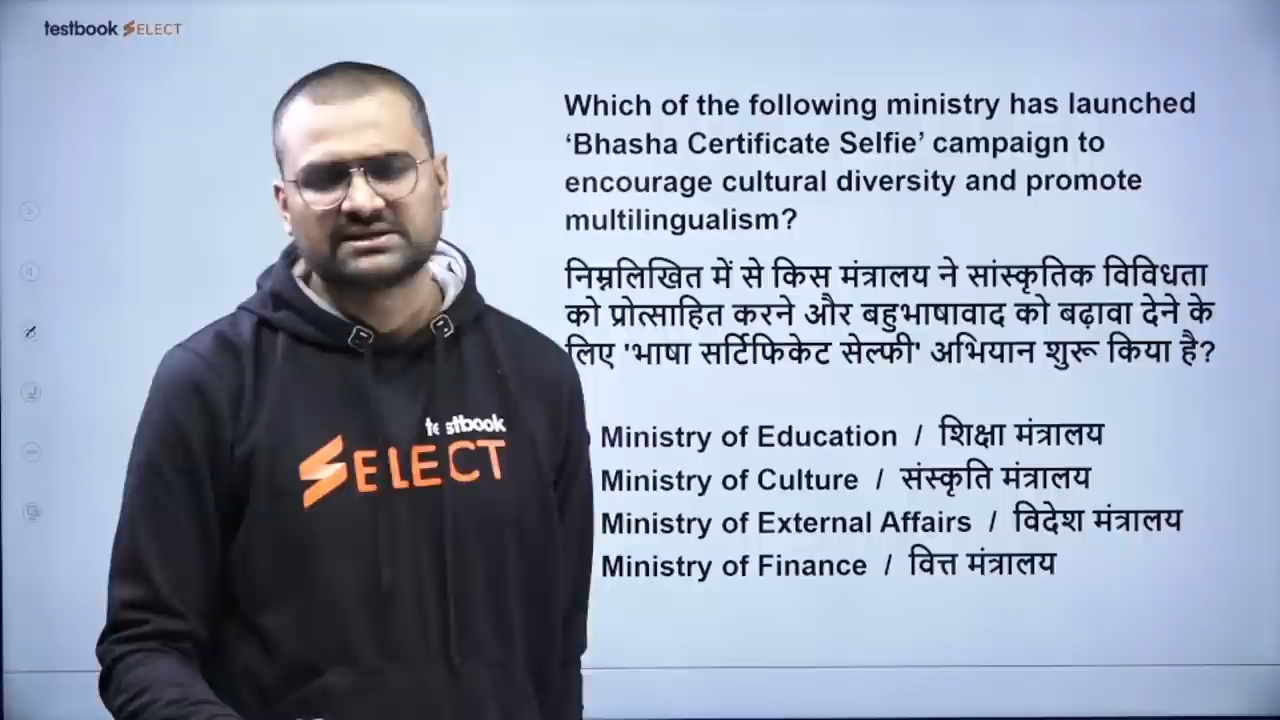 testbook SELECT
Which of the following ministry has launched
‘Bhasha Certificate Selfie’ campaign to
encourage cultural diversity and promote
multilingualism?
निम्नलिखित में से किस मंत्रालय ने सांस्कृतिक विविधता
को प्रोत्साहित करने और बहुभाषावाद को बढ़ावा देने के
लिए 'भाषा सर्टिफिकेट सेल्फी' अभियान शुरू किया है?
Ministry of Education / शिक्षा मंत्रालय
Ministry of Culture / संस्कृति मंत्रालय
Ministry of External Affairs / विदेश मंत्रालय
Ministry of Finance / वित्त मंत्रालय
testbook
SELECT